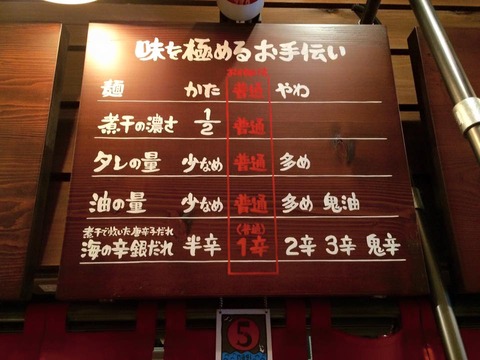 味を極めるお手伝い
麺 かた 普通 やわ
煮干の濃さ 1/2 普通
タレの量 少なめ 普通 多め
油の量 少なめ 普通 多め 鬼油
煮干で炊いた唐辛子だれ
海の辛銀だれ 半辛 (普通) 1辛 2辛 3辛 鬼辛
5